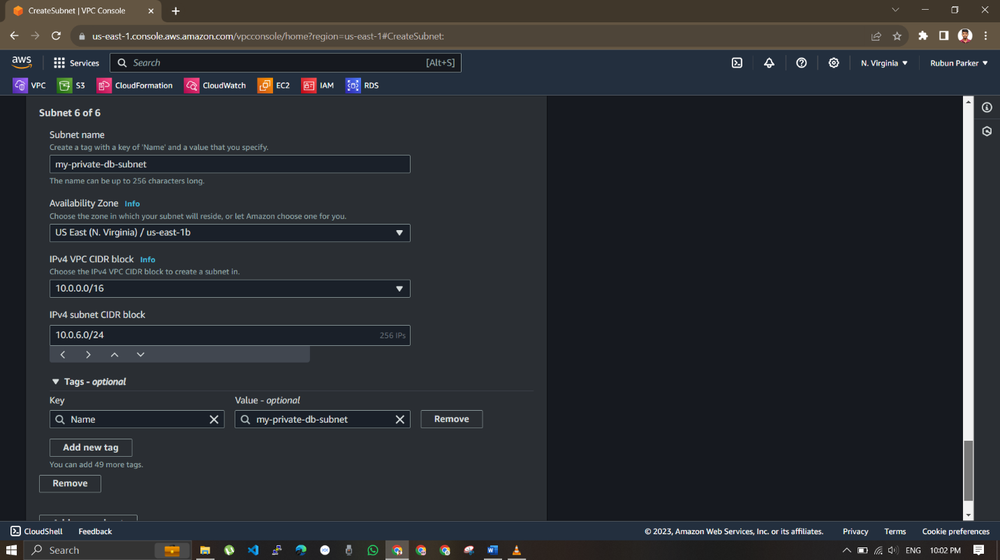 CreateSubnet | VPC Console
us-east-1.console.aws.amazon.com/vpcconsole/home?region=us-east-1#CreateSubnet:
aws Services Search [Alt+S] N. Virginia Rubun Parker
VPC S3 CloudFormation CloudWatch EC2 IAM RDS
Subnet 6 of 6
Subnet name
Create a tag with a key of 'Name' and a value that you specify.
my-private-db-subnet
The name can be up to 256 characters long.
Availability Zone Info
Choose the zone in which your subnet will reside, or let Amazon choose one for you.
US East (N. Virginia) / us-east-1b
IPv4 VPC CIDR block Info
Choose the IPv4 VPC CIDR block to create a subnet in.
10.0.0.0/16
IPv4 subnet CIDR block
10.0.6.0/24 256 IPs
Tags - optional
Key Value - optional
Name my-private-db-subnet Remove
Add new tag
You can add 49 more tags.
Remove
CloudShell Feedback © 2023, Amazon Web Services, Inc. or its affiliates. Privacy Terms Cookie preferences
Search ENG 10:02 PM